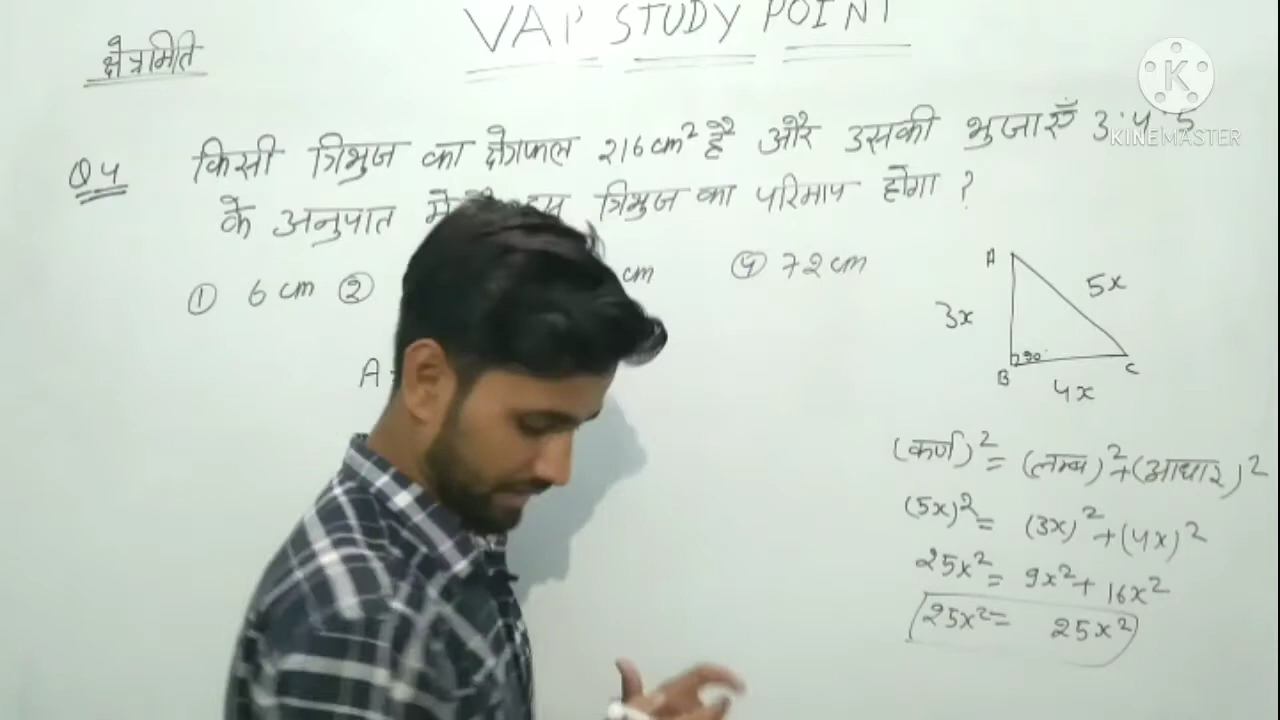 VAP STUDY POINT
क्षेत्रमिति
K
KINEMASTER
Q4 किसी त्रिभुज का क्षेत्रफल 216 cm² है और उसकी भुजाएँ 3:4:5
के अनुपात में त्रिभुज का परिमाप होगा ?
① 6 cm ② cm ④ 72 cm
A
3x
5x
90°
B
C
4x
A
(कर्ण)² = (लम्ब)² + (आधार)²
(5x)² = (3x)² + (4x)²
25x² = 9x² + 16x²
25x² = 25x²